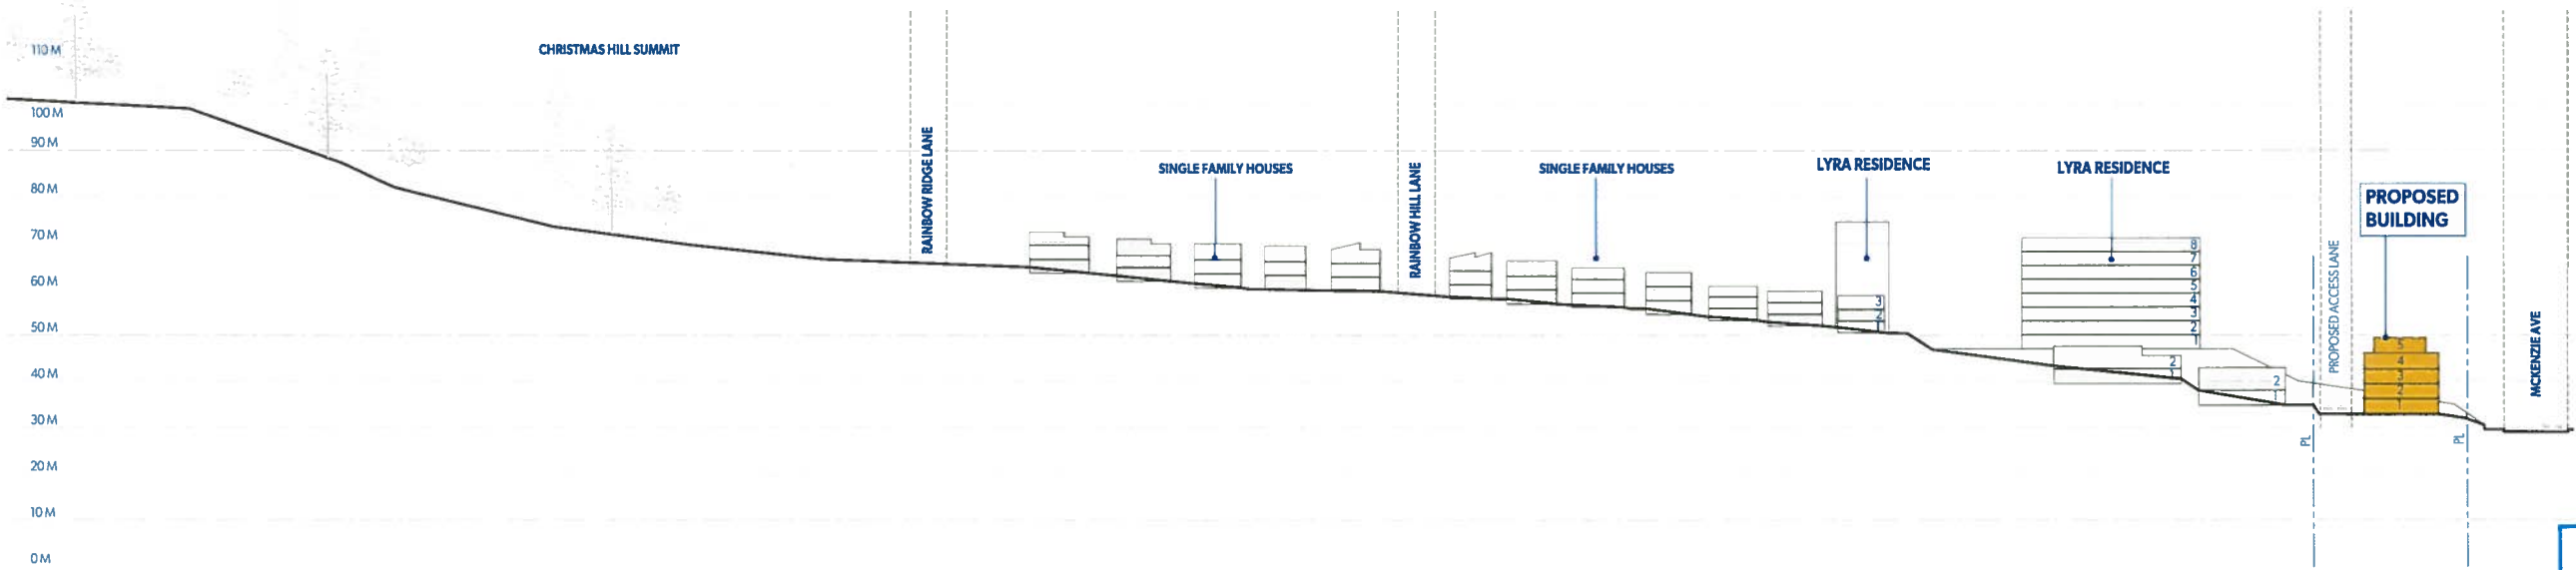 110 M
CHRISTMAS HILL SUMMIT
100 M
90 M
80 M
70 M
60 M
50 M
40 M
30 M
20 M
10 M
0 M
RAINBOW RIDGE LANE
SINGLE FAMILY HOUSES
RAINBOW HILL LANE
SINGLE FAMILY HOUSES
LYRA RESIDENCE
3
2
1
LYRA RESIDENCE
8
7
6
5
4
3
2
1
2
1
2
1
PL
PROPOSED ACCESS LANE
PROPOSED
BUILDING
5
4
3
2
1
PL
MCKENZIE AVE